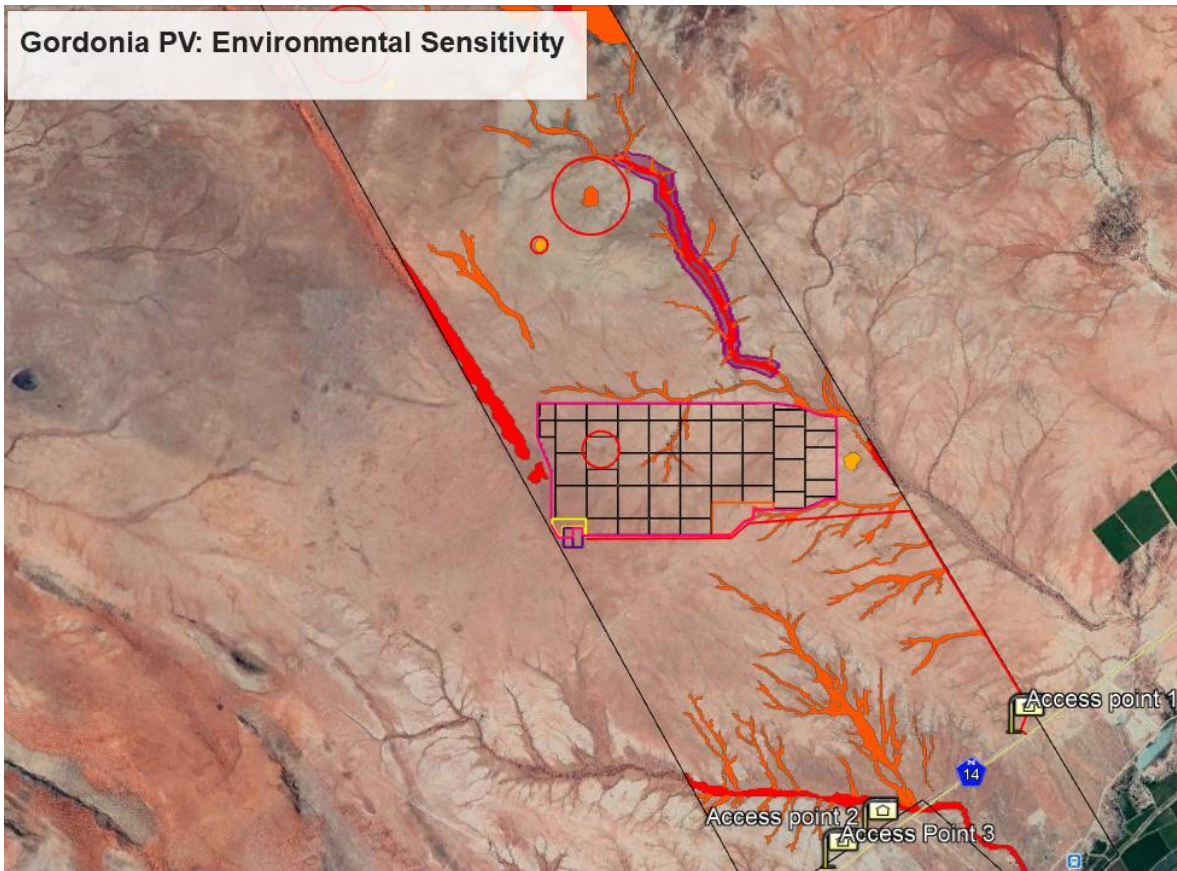 Gordonia PV: Environmental Sensitivity
Access point 1
N
14
Access point 2
Access Point 3